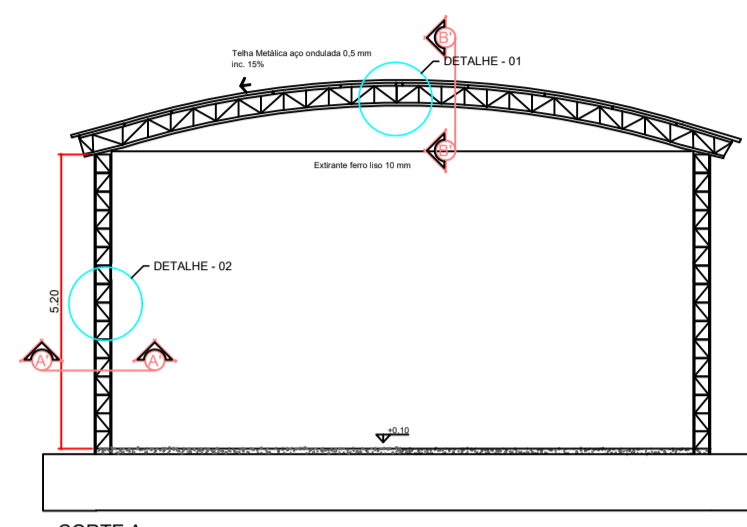 B'
Telha Metálica aço ondulada 0,5 mm
inc. 15%
DETALHE - 01
B'
Extirante ferro liso 10 mm
DETALHE - 02
5.20
A'
A'
+0.10
CORTE A